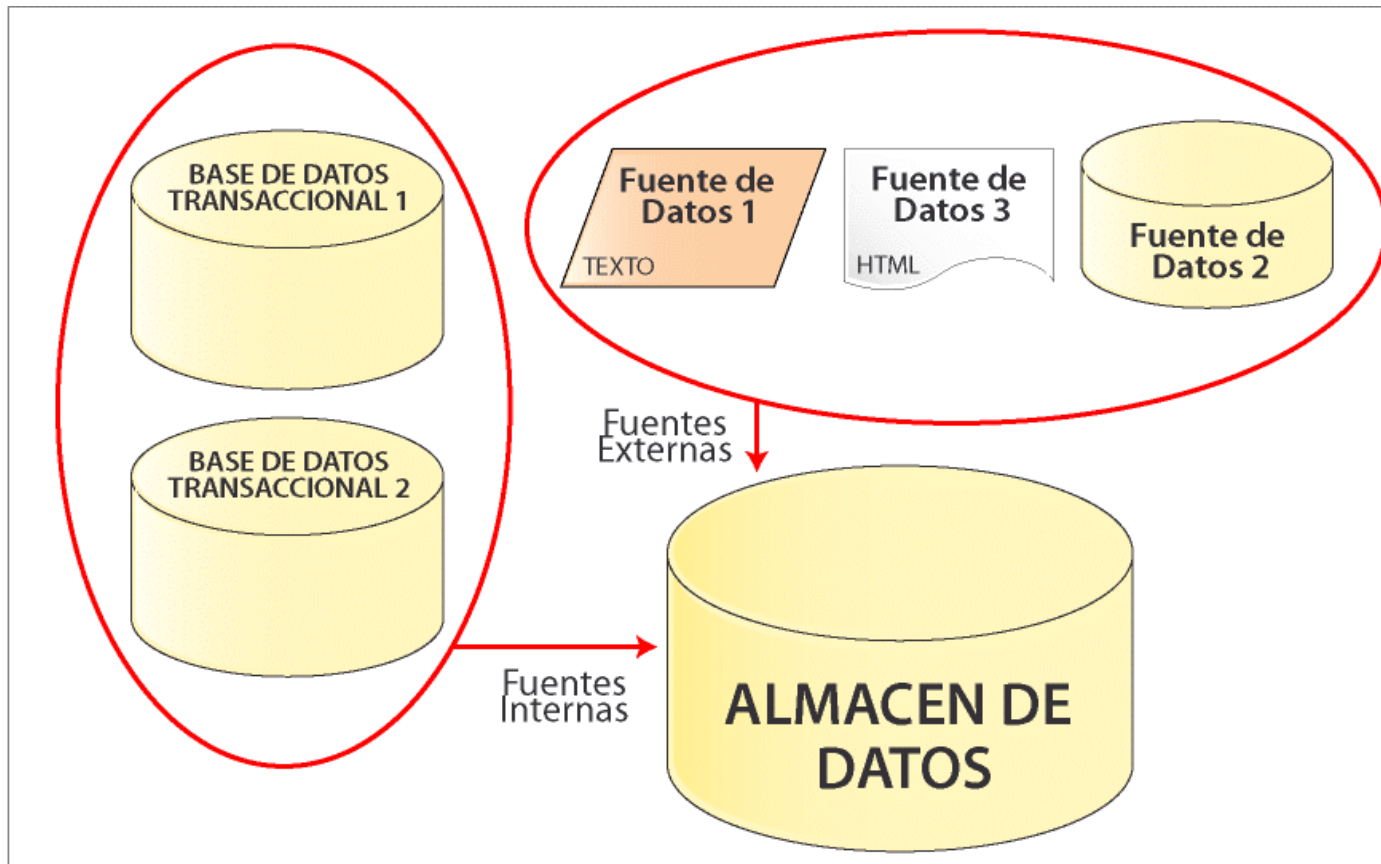 BASE DE DATOS
TRANSACCIONAL 1
BASE DE DATOS
TRANSACCIONAL 2
Fuente de
Datos 1
TEXTO
Fuente de
Datos 3
HTML
Fuente de
Datos 2
Fuentes
Externas
Fuentes
Internas
ALMACEN DE
DATOS